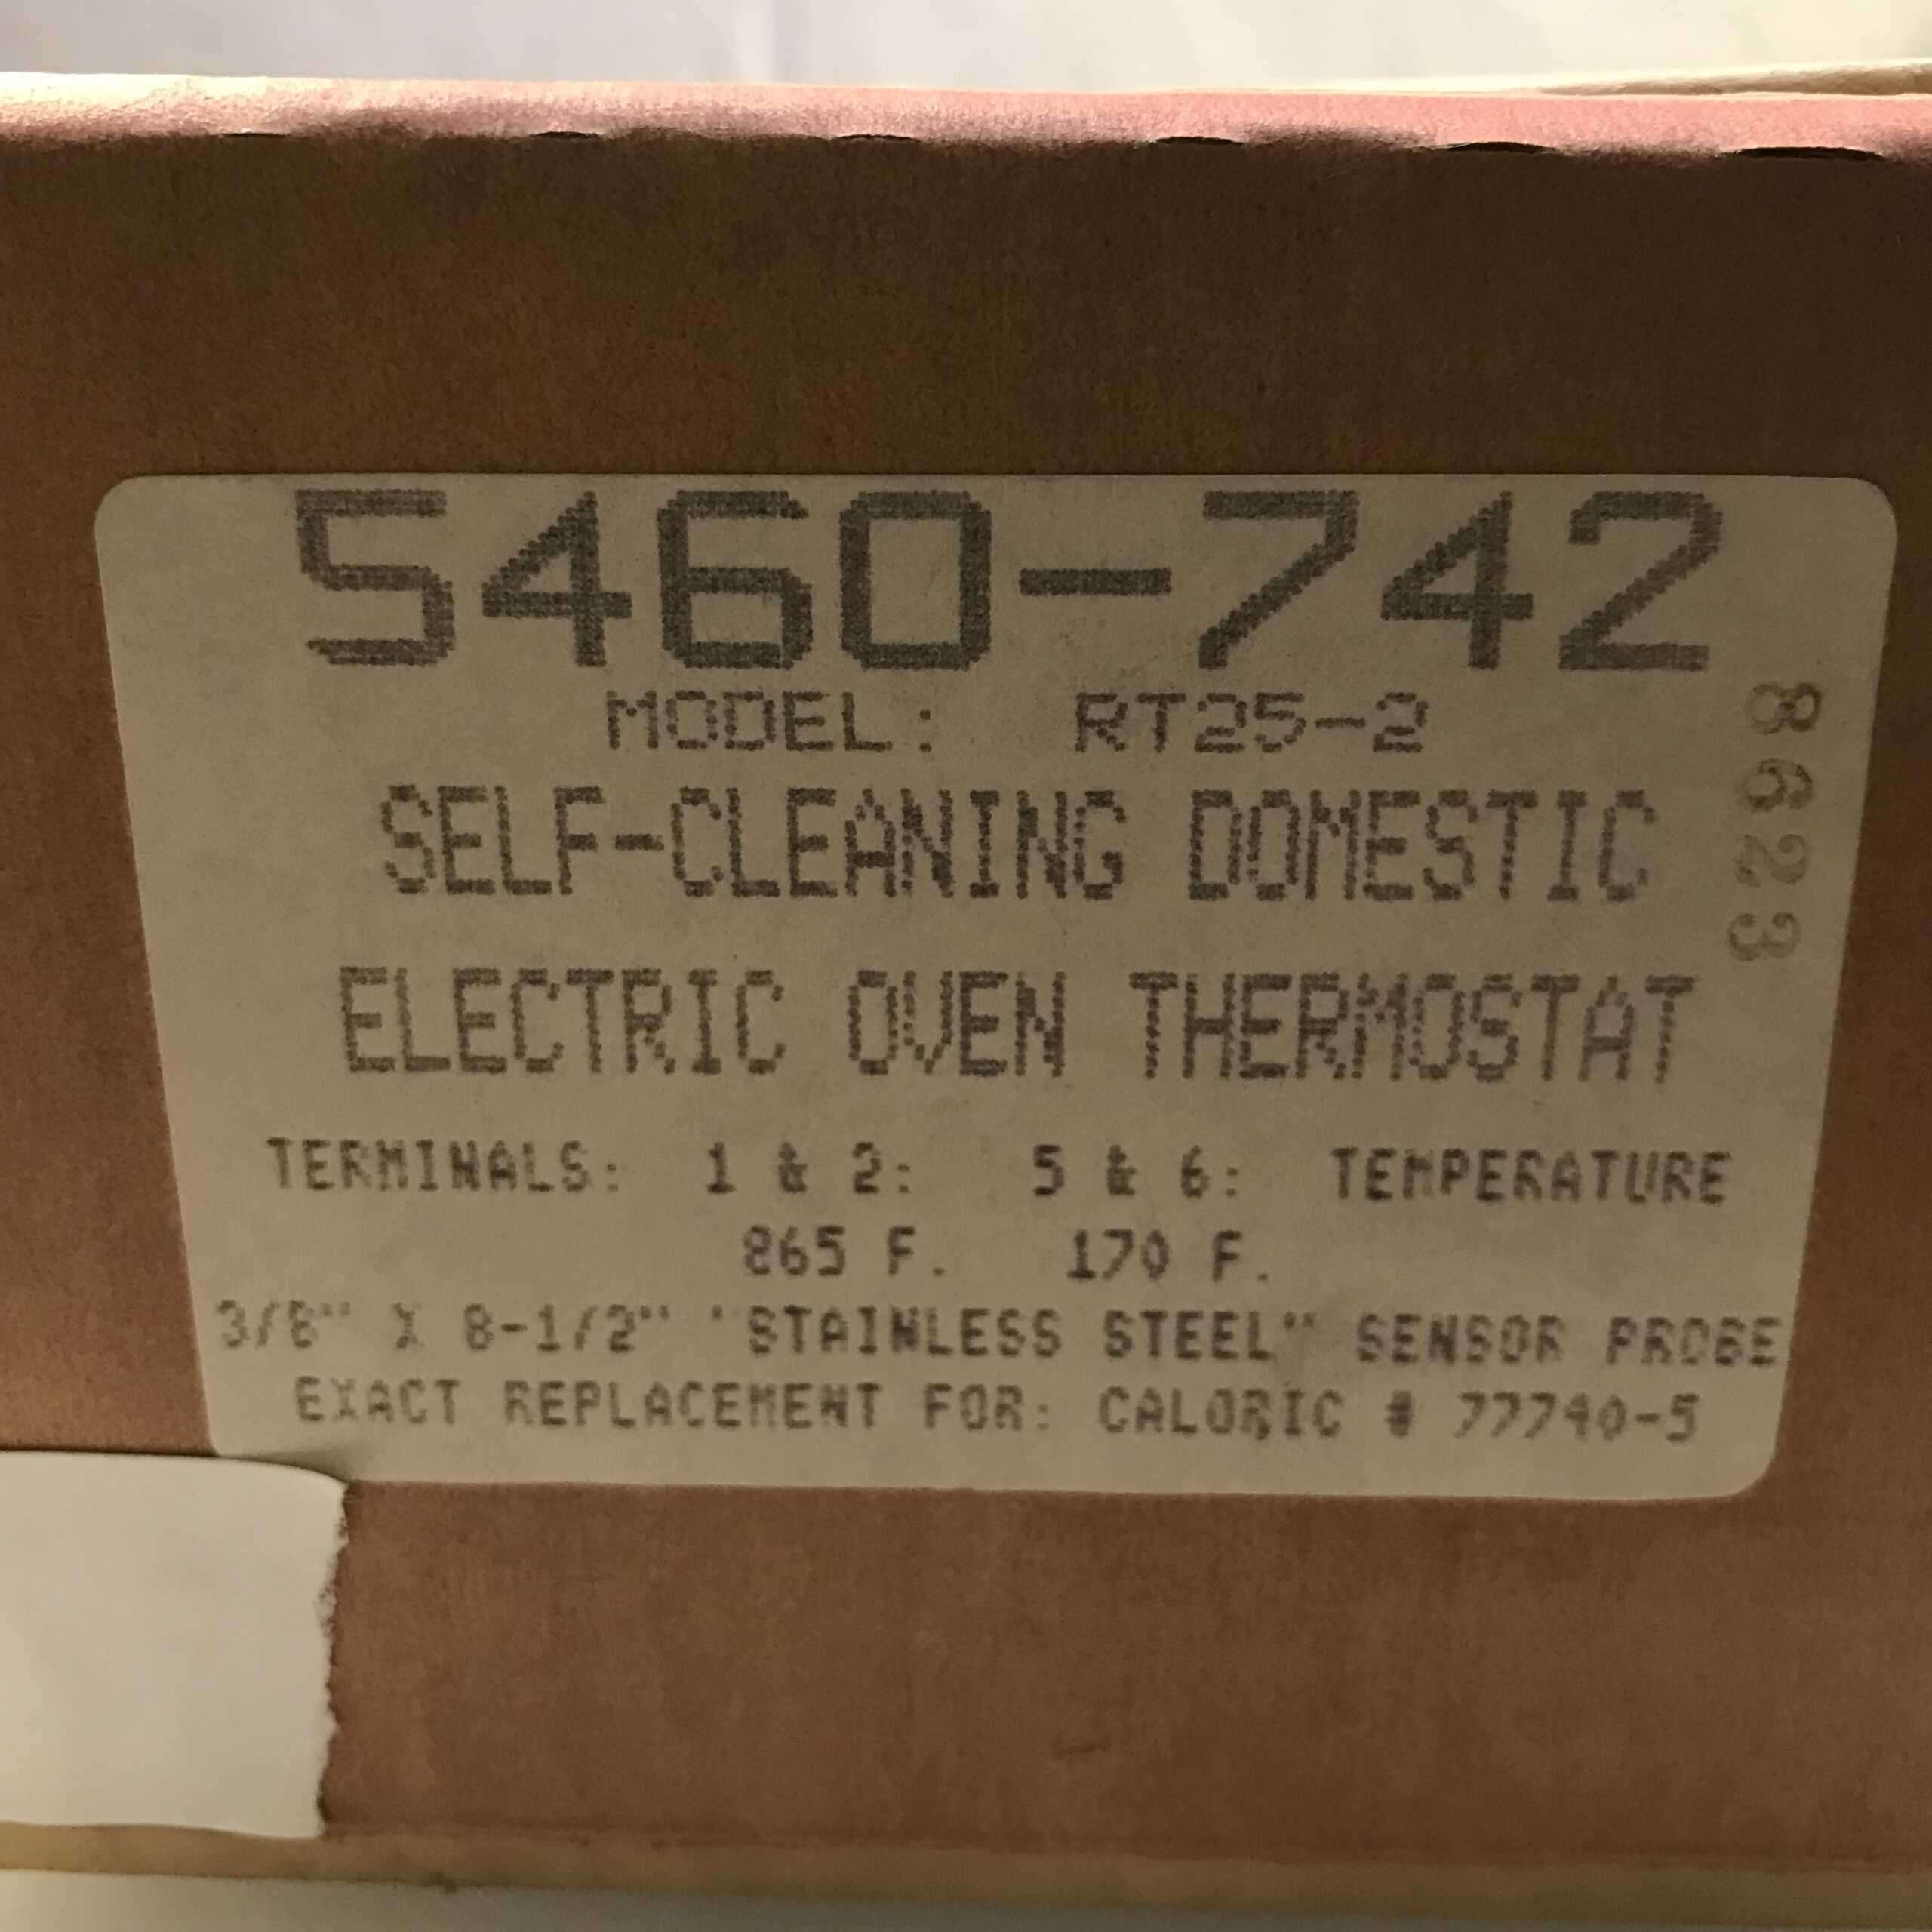 5460-742
MODEL: RT25-2
SELF-CLEANING DOMESTIC
ELECTRIC OVEN THERMOSTAT
TERMINALS: 1 & 2: 5 & 6: TEMPERATURE
865 F. 170 F.
3/8" X 8-1/2" "STAINLESS STEEL" SENSOR PROBE
EXACT REPLACEMENT FOR: CALORIC # 77740-5
8623